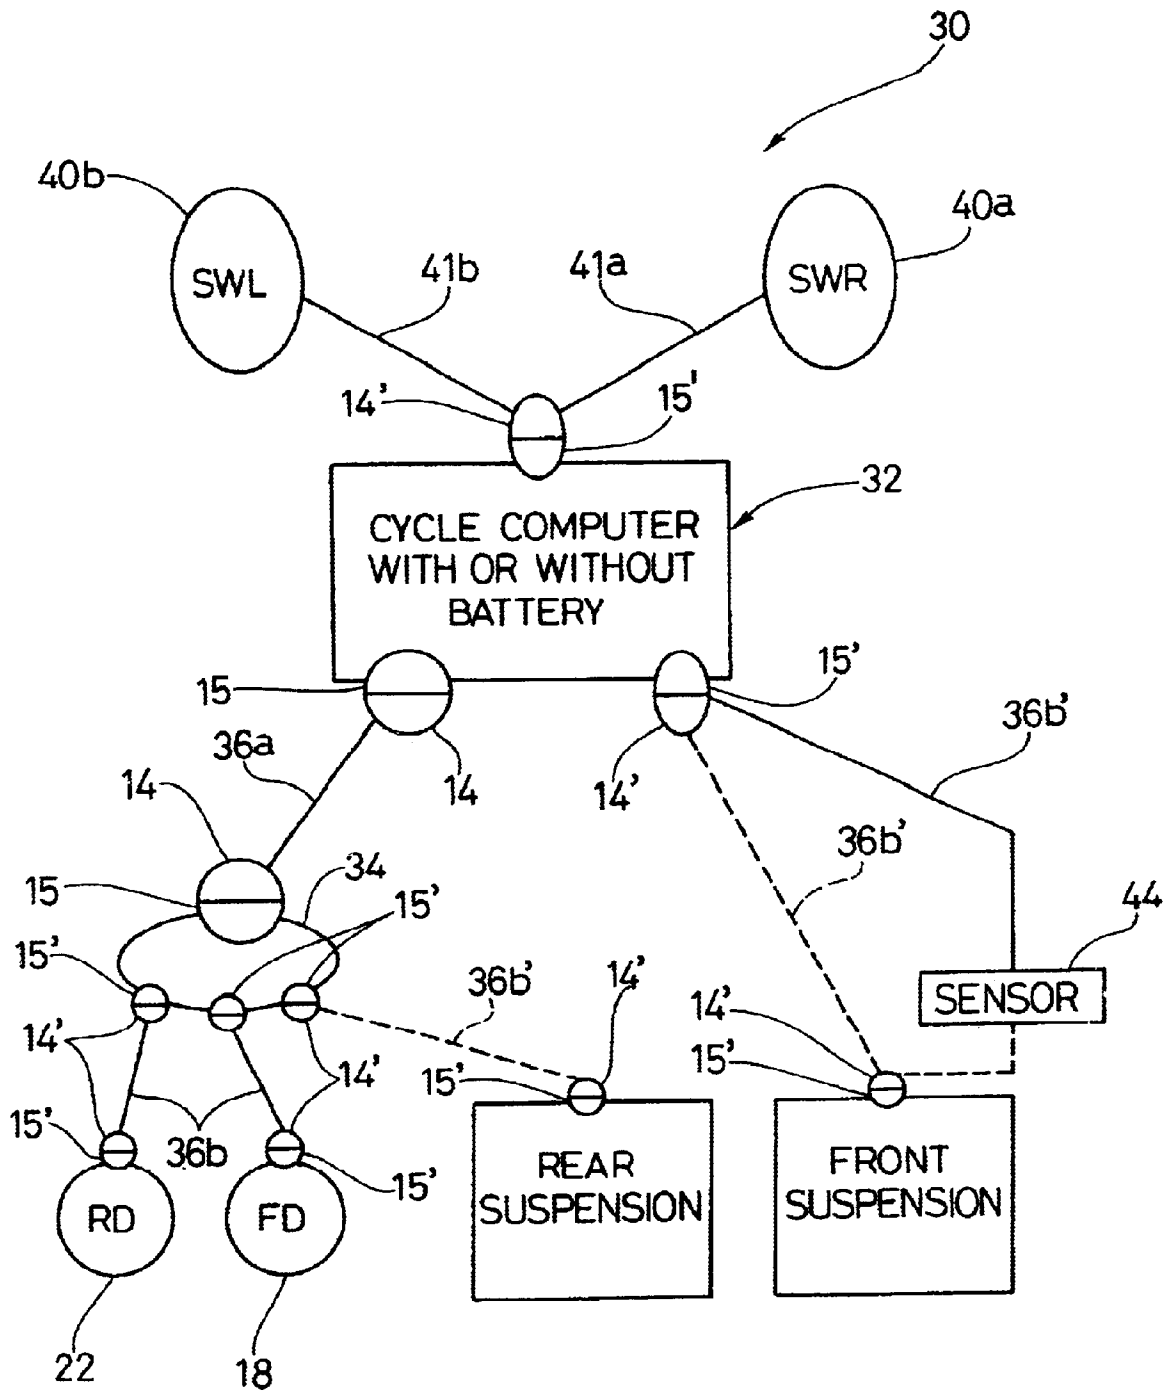 30
40b
40a
SWL
SWR
41b
41a
14'
15'
32
CYCLE COMPUTER
WITH OR WITHOUT
BATTERY
15
15'
36a
14
14'
36b'
14
34
36b'
15
15'
44
15'
36b'
14'
14'
SENSOR
14'
14'
15'
15'
15'
36b
15'
RD
FD
REAR
SUSPENSION
FRONT
SUSPENSION
22
18